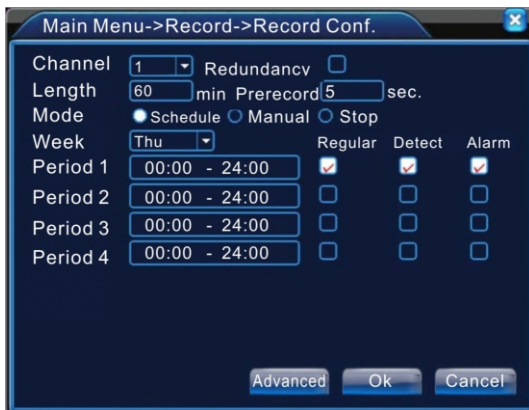 Main Menu->Record->Record Conf.
Channel 1 Redundancy
Length 60 min Prerecord 5 sec.
Mode Schedule Manual Stop
Week Thu Regular Detect Alarm
Period 1 00:00 - 24:00
Period 2 00:00 - 24:00
Period 3 00:00 - 24:00
Period 4 00:00 - 24:00
Advanced Ok Cancel